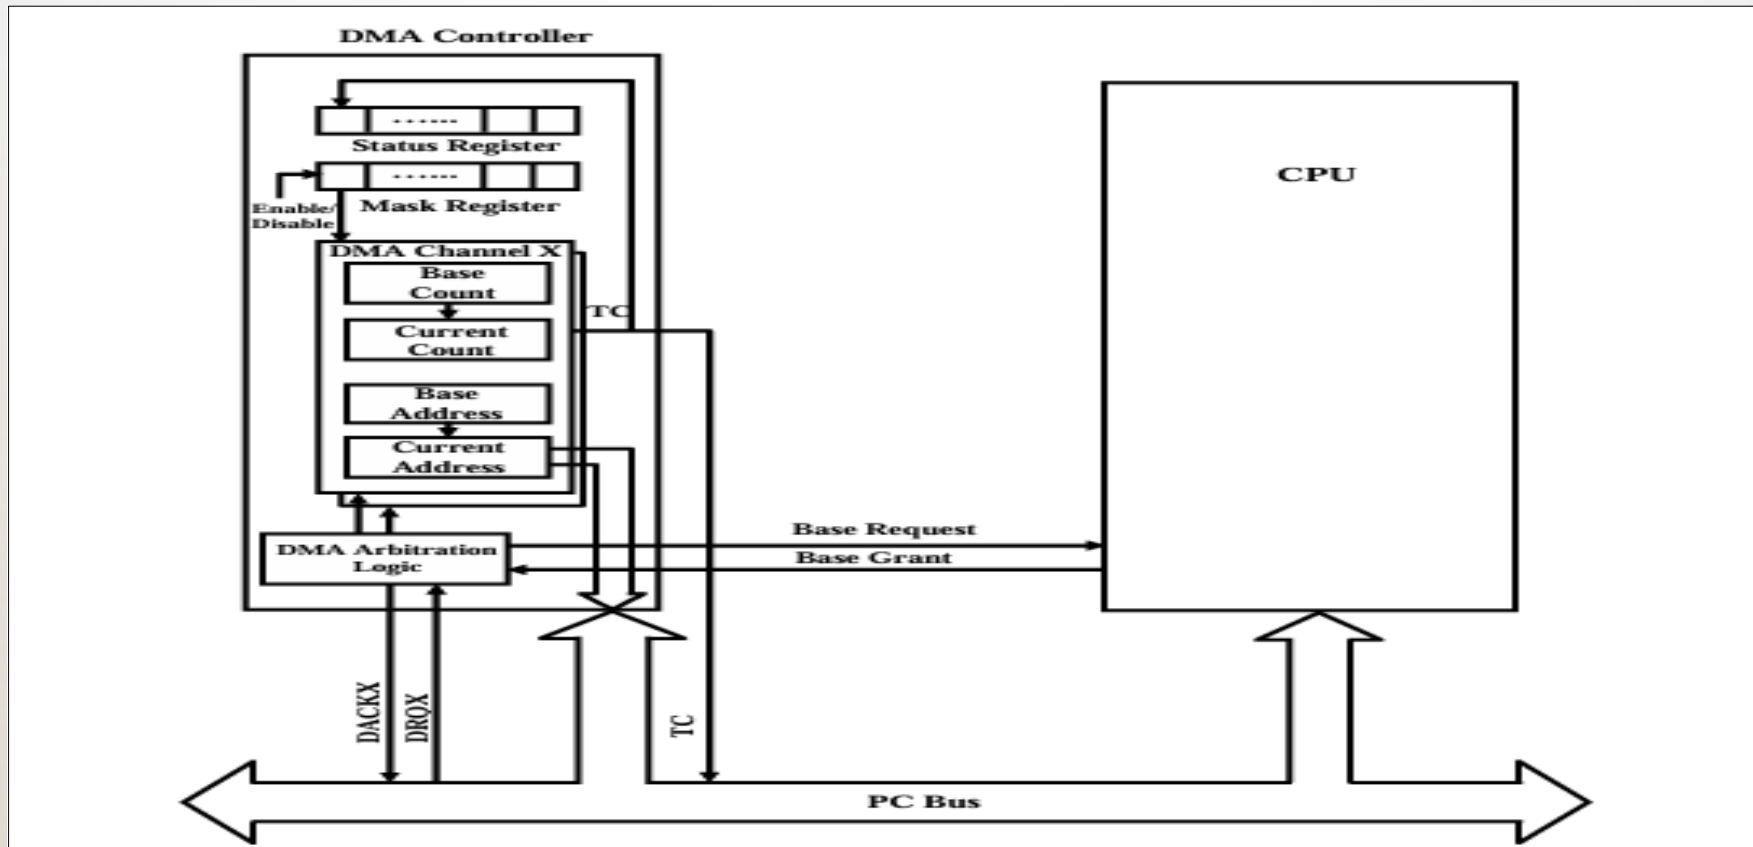 DMA Controller
......
Status Register
......
Enable/
Disable
Mask Register
DMA Channel X
Base
Count
TC
Current
Count
Base
Address
Current
Address
DMA Arbitration
Logic
CPU
Base Request
Base Grant
DACKX
DRQX
TC
PC Bus